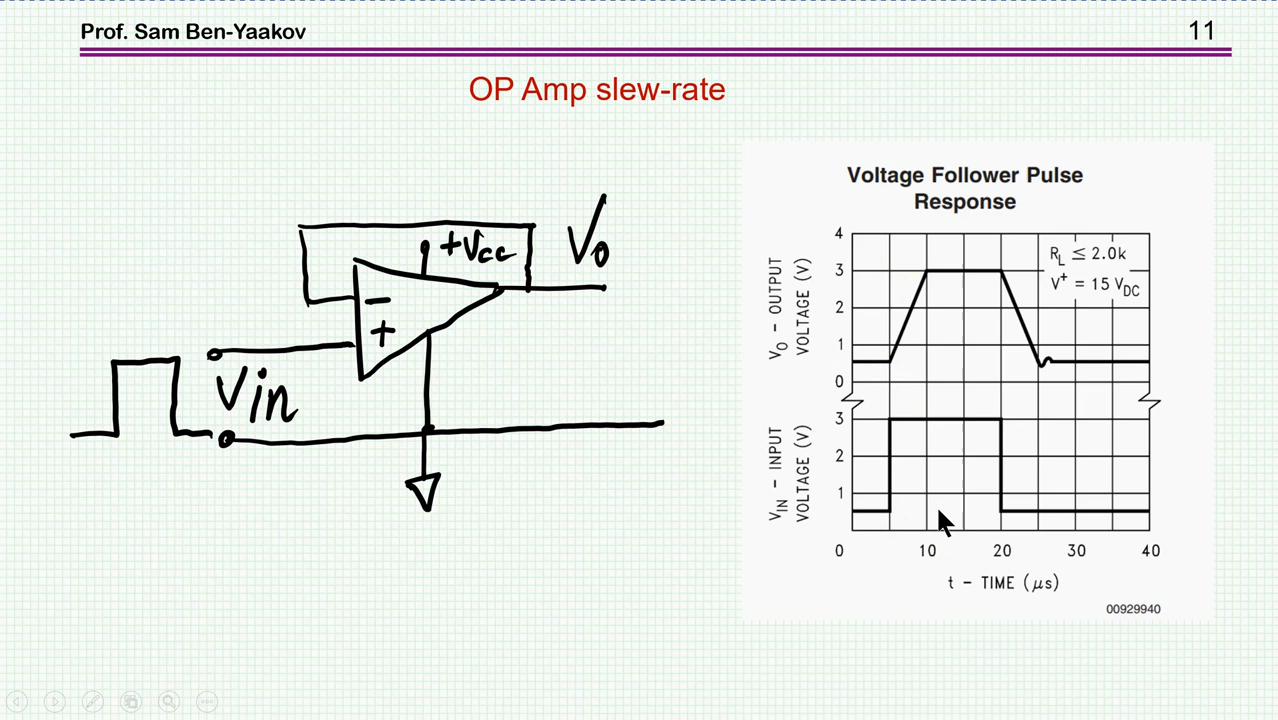 Prof. Sam Ben-Yaakov
11
OP Amp slew-rate
+Vcc
Vo
−
+
Vin
Voltage Follower Pulse
Response
4
3
2
1
0
VO – OUTPUT
VOLTAGE (V)
RL ≤ 2.0k
V+ = 15 VDC
3
2
1
VIN – INPUT
VOLTAGE (V)
0 10 20 30 40
t – TIME (μs)
00929940